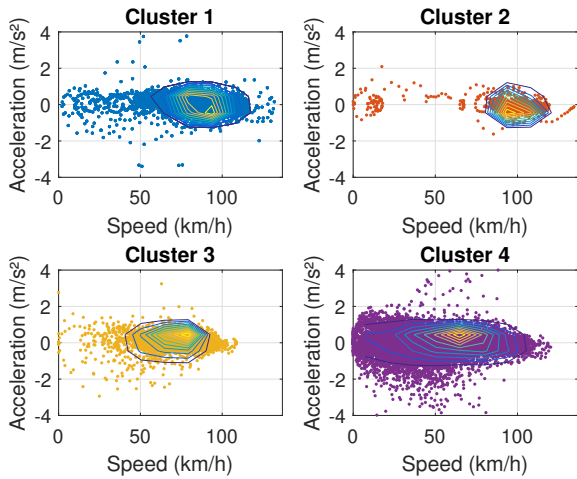 Cluster 1
4
2
0
-2
-4
Acceleration (m/s²)
0 50 100
Speed (km/h)
Cluster 2
4
2
0
-2
-4
Acceleration (m/s²)
0 50 100
Speed (km/h)
Cluster 3
4
2
0
-2
-4
Acceleration (m/s²)
0 50 100
Speed (km/h)
Cluster 4
4
2
0
-2
-4
Acceleration (m/s²)
0 50 100
Speed (km/h)